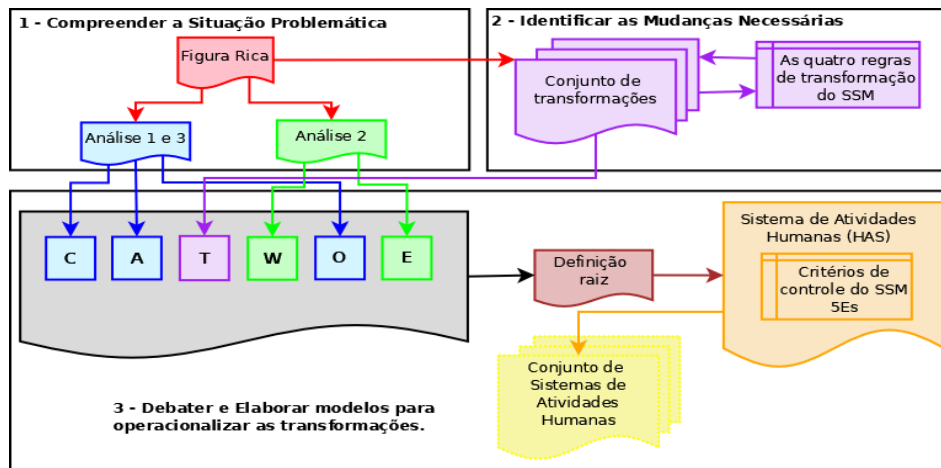 1 - Compreender a Situação Problemática
Figura Rica
Análise 1 e 3
Análise 2
2 - Identificar as Mudanças Necessárias
Conjunto de
transformações
As quatro regras
de transformação
do SSM
C
A
T
W
O
E
Definição
raiz
Sistema de Atividades
Humanas (HAS)
Critérios de
controle do SSM
5Es
Conjunto de
Sistemas de
Atividades
Humanas
3 - Debater e Elaborar modelos para
operacionalizar as transformações.